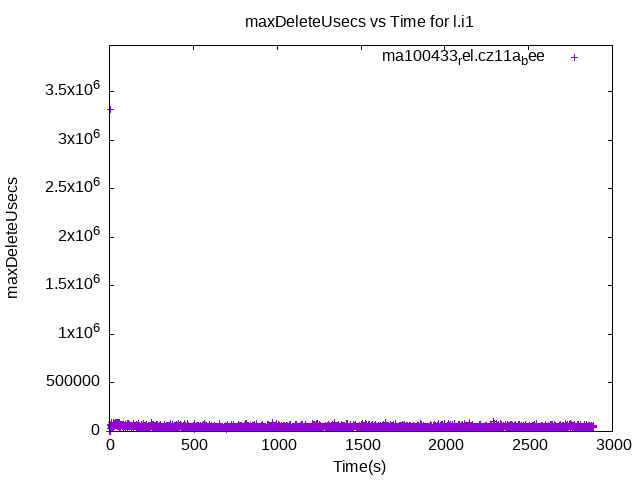 maxDeleteUsecs vs Time for l.i1
ma100433rel.cz11abee
3.5x10^6
3x10^6
2.5x10^6
2x10^6
1.5x10^6
1x10^6
500000
0
maxDeleteUsecs
0 500 1000 1500 2000 2500 3000
Time(s)